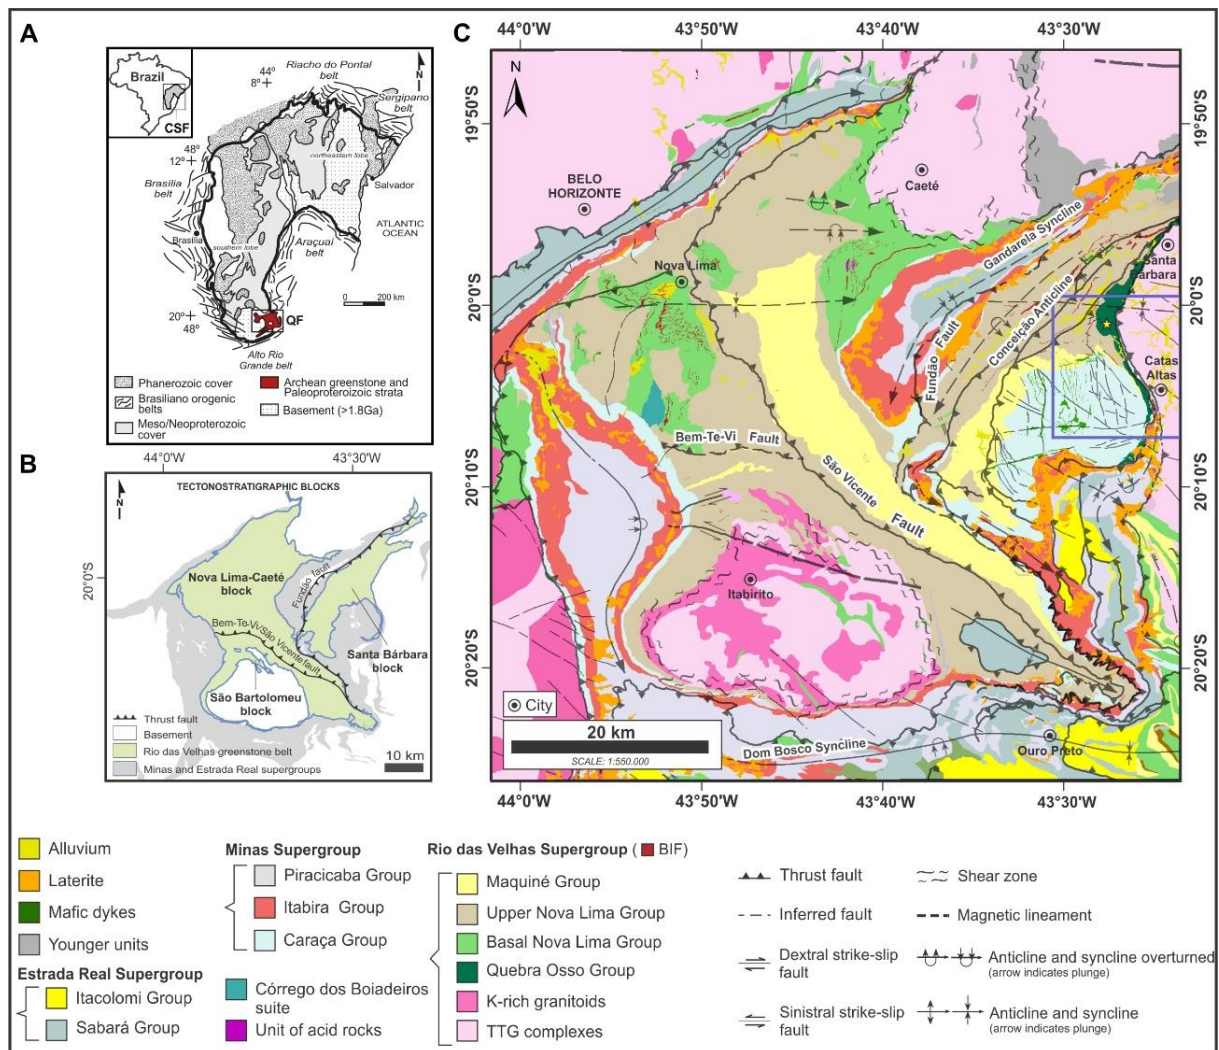 A
Brazil
CSF
44°
8°
Riacho do Pontal
belt
N
Sergipano
belt
48°
12°
northeastern lobe
Salvador
Brasília
belt
ATLANTIC
OCEAN
Brasília
southern lobe
Araçuaí
belt
0 200 km
20°
48°
QF
Alto Rio
Grande belt
Phanerozoic cover
Brasiliano orogenic
belts
Meso/Neoproterozoic
cover
Archean greenstone and
Paleoproterozoic strata
Basement (>1.8Ga)
B
44°0'W
43°30'W
20°0'S
N
TECTONOSTRATIGRAPHIC BLOCKS
Nova Lima-Caeté
block
Fundão fault
Bem-Te-Vi/São Vicente fault
Santa Bárbara
block
São Bartolomeu
block
Thrust fault
Basement
Rio das Velhas greenstone belt
Minas and Estrada Real supergroups
10 km
C
44°0'W
43°50'W
43°40'W
43°30'W
19°50'S
20°0'S
20°10'S
20°20'S
19°50'S
20°0'S
20°10'S
20°20'S
44°0'W
43°50'W
43°40'W
43°30'W
N
BELO
HORIZONTE
Caeté
Nova Lima
Gandarela Syncline
Santa
Barbara
Conceição Anticline
Fundão Fault
Catas
Altas
Bem-Te-Vi Fault
São Vicente Fault
Itabirito
City
20 km
SCALE: 1:550.000
Dom Bosco Syncline
Ouro Preto
Alluvium
Laterite
Mafic dykes
Younger units
Estrada Real Supergroup
Itacolomi Group
Sabará Group
Minas Supergroup
Piracicaba Group
Itabira Group
Caraça Group
Córrego dos Boiadeiros
suite
Unit of acid rocks
Rio das Velhas Supergroup ( BIF)
Maquiné Group
Upper Nova Lima Group
Basal Nova Lima Group
Quebra Osso Group
K-rich granitoids
TTG complexes
Thrust fault
Inferred fault
Dextral strike-slip
fault
Sinistral strike-slip
fault
Shear zone
Magnetic lineament
Anticline and syncline overturned
(arrow indicates plunge)
Anticline and syncline
(arrow indicates plunge)